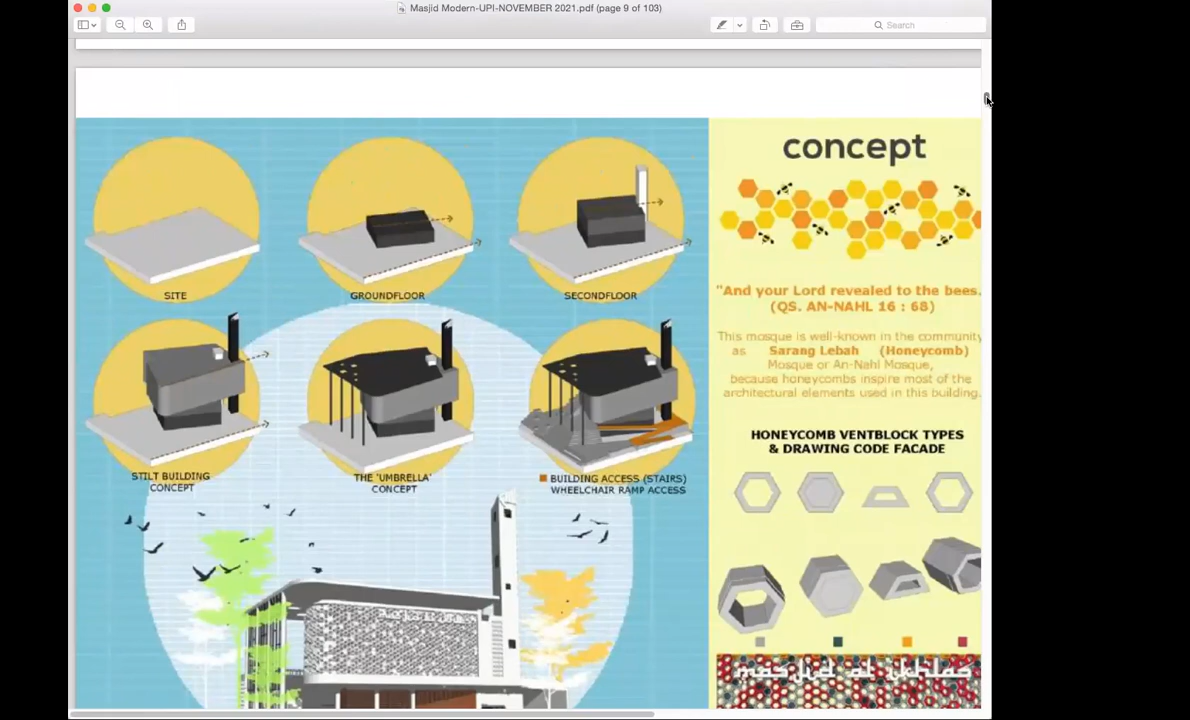 Masjid Modern-UPI-NOVEMBER 2021.pdf (page 9 of 103)
Search
SITE
GROUNDFLOOR
SECONDFLOOR
STILT BUILDING
CONCEPT
THE 'UMBRELLA'
CONCEPT
BUILDING ACCESS (STAIRS)
WHEELCHAIR RAMP ACCESS
concept
"And your Lord revealed to the bees.
(QS. AN-NAHL 16 : 68)
This mosque is well-known in the community
as Sarang Lebah (Honeycomb)
Mosque or An-Nahl Mosque,
because honeycombs inspire most of the
architectural elements used in this building.
HONEYCOMB VENTBLOCK TYPES
& DRAWING CODE FACADE
masjid al ikhlas